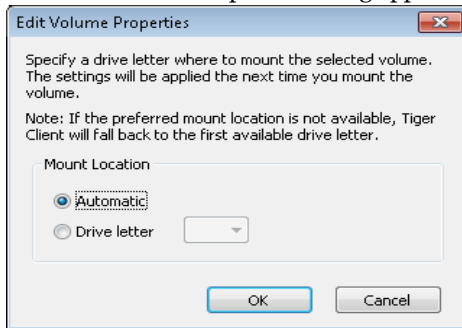 Edit Volume Properties
Specify a drive letter where to mount the selected volume.
The settings will be applied the next time you mount the
volume.
Note: If the preferred mount location is not available, Tiger
Client will fall back to the first available drive letter.
Mount Location
Automatic
Drive letter
OK Cancel